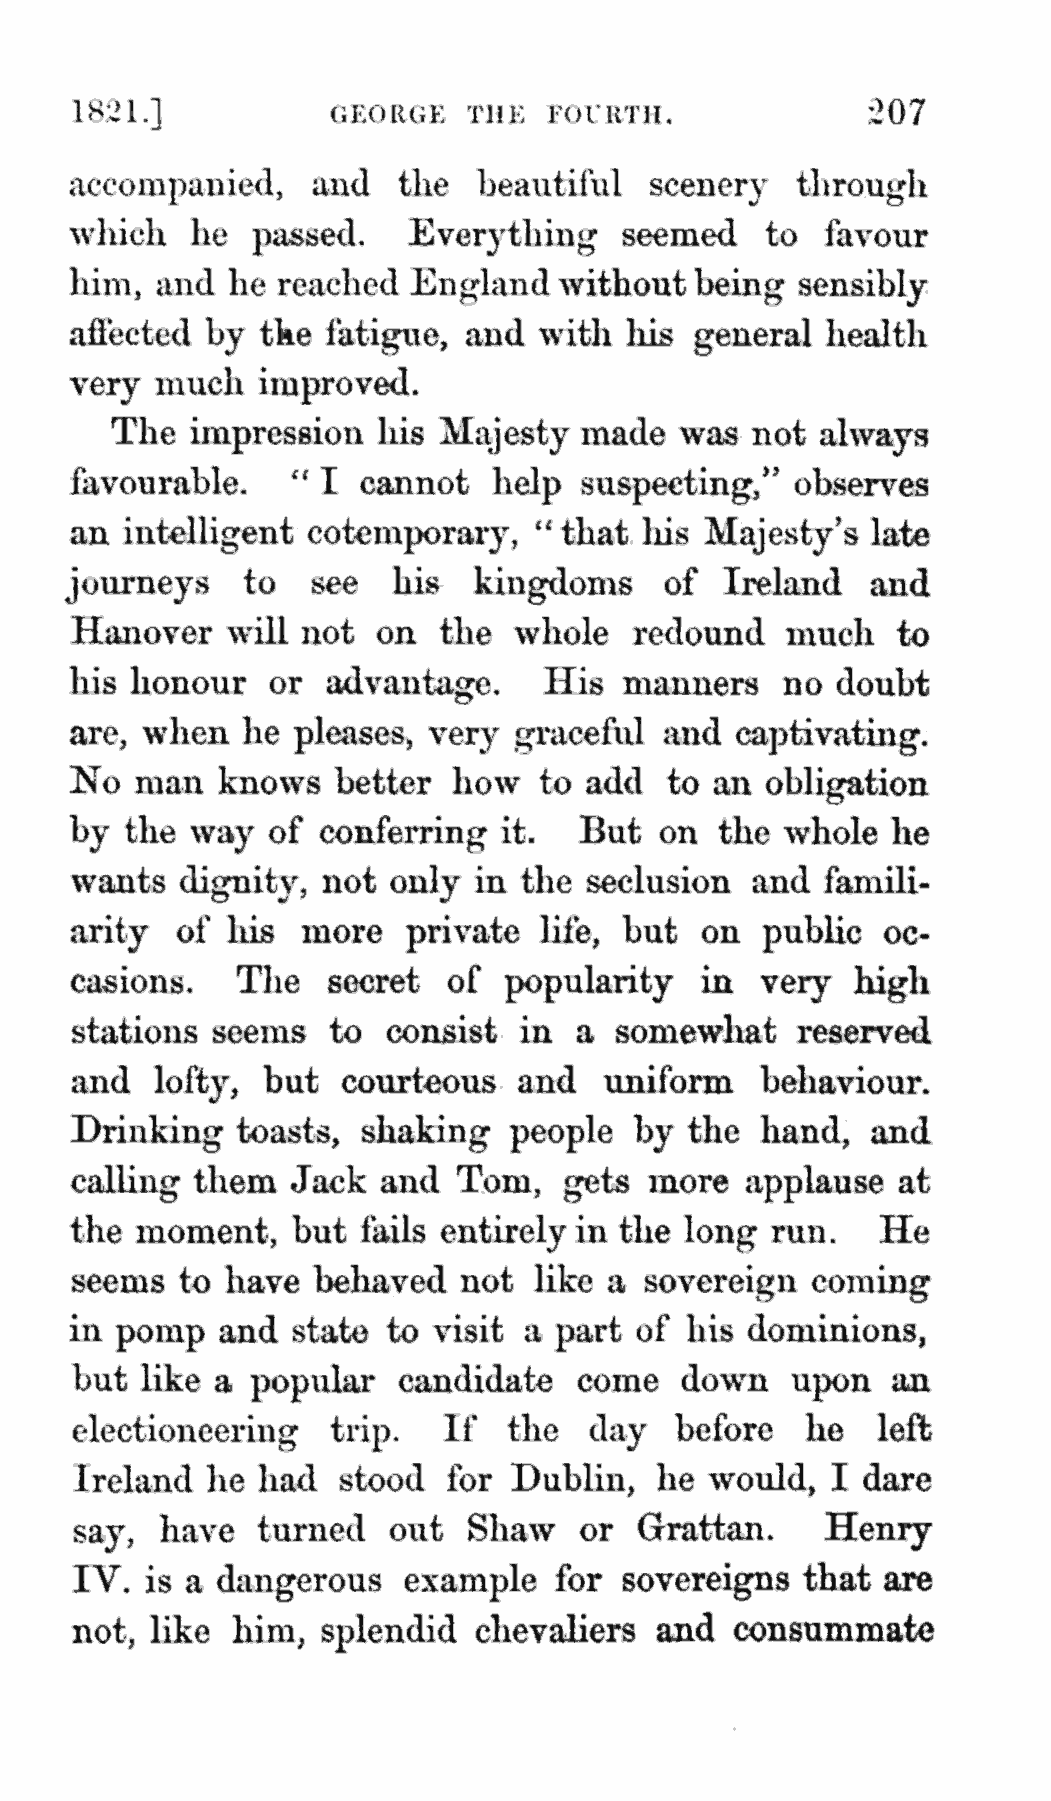 1821.] GEORGE THE FOURTH. 207
accompanied, and the beautiful scenery through
which he passed. Everything seemed to favour
him, and he reached England without being sensibly
affected by the fatigue, and with his general health
very much improved.
The impression his Majesty made was not always
favourable. “I cannot help suspecting,” observes
an intelligent cotemporary, “that his Majesty’s late
journeys to see his kingdoms of Ireland and
Hanover will not on the whole redound much to
his honour or advantage. His manners no doubt
are, when he pleases, very graceful and captivating.
No man knows better how to add to an obligation
by the way of conferring it. But on the whole he
wants dignity, not only in the seclusion and famili-
arity of his more private life, but on public oc-
casions. The secret of popularity in very high
stations seems to consist in a somewhat reserved
and lofty, but courteous and uniform behaviour.
Drinking toasts, shaking people by the hand, and
calling them Jack and Tom, gets more applause at
the moment, but fails entirely in the long run. He
seems to have behaved not like a sovereign coming
in pomp and state to visit a part of his dominions,
but like a popular candidate come down upon an
electioneering trip. If the day before he left
Ireland he had stood for Dublin, he would, I dare
say, have turned out Shaw or Grattan. Henry
IV. is a dangerous example for sovereigns that are
not, like him, splendid chevaliers and consummate